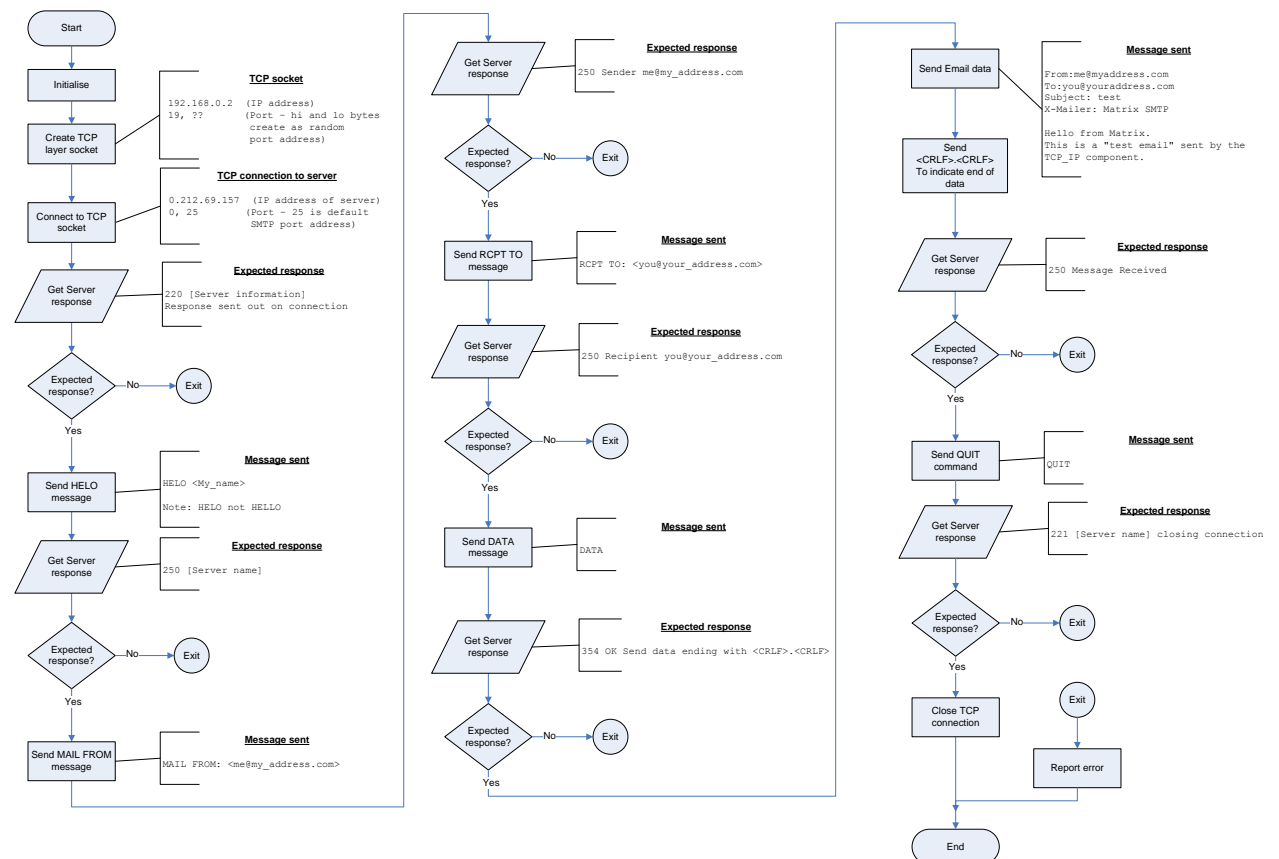 Start
Initialise
TCP socket
192.168.0.2 (IP address)
19, ?? (Port - hi and lo bytes
create as random
port address)
Create TCP
layer socket
TCP connection to server
0.212.69.157 (IP address of server)
0, 25 (Port - 25 is default
SMTP port address)
Connect to TCP
socket
Expected response
Get Server
response
220 [Server information]
Response sent out on connection
Expected
response?
No
Exit
Yes
Message sent
Send HELO
message
HELO <My_name>
Note: HELO not HELLO
Expected response
Get Server
response
250 [Server name]
Expected
response?
No
Exit
Yes
Message sent
Send MAIL FROM
message
MAIL FROM: <me@my_address.com>
Expected response
Get Server
response
250 Sender me@my_address.com
Expected
response?
No
Exit
Yes
Message sent
Send RCPT TO
message
RCPT TO: <you@your_address.com>
Expected response
Get Server
response
250 Recipient you@your_address.com
Expected
response?
No
Exit
Yes
Message sent
Send DATA
message
DATA
Expected response
Get Server
response
354 OK Send data ending with <CRLF>.<CRLF>
Expected
response?
No
Exit
Yes
Message sent
Send Email data
From:me@myaddress.com
To:you@youraddress.com
Subject: test
X-Mailer: Matrix SMTP
Hello from Matrix.
This is a "test email" sent by the
TCP_IP component.
Send
<CRLF>.<CRLF>
To indicate end of
data
Expected response
Get Server
response
250 Message Received
Expected
response?
No
Exit
Yes
Message sent
Send QUIT
command
QUIT
Expected response
Get Server
response
221 [Server name] closing connection
Expected
response?
No
Exit
Yes
Close TCP
connection
Exit
Report error
End